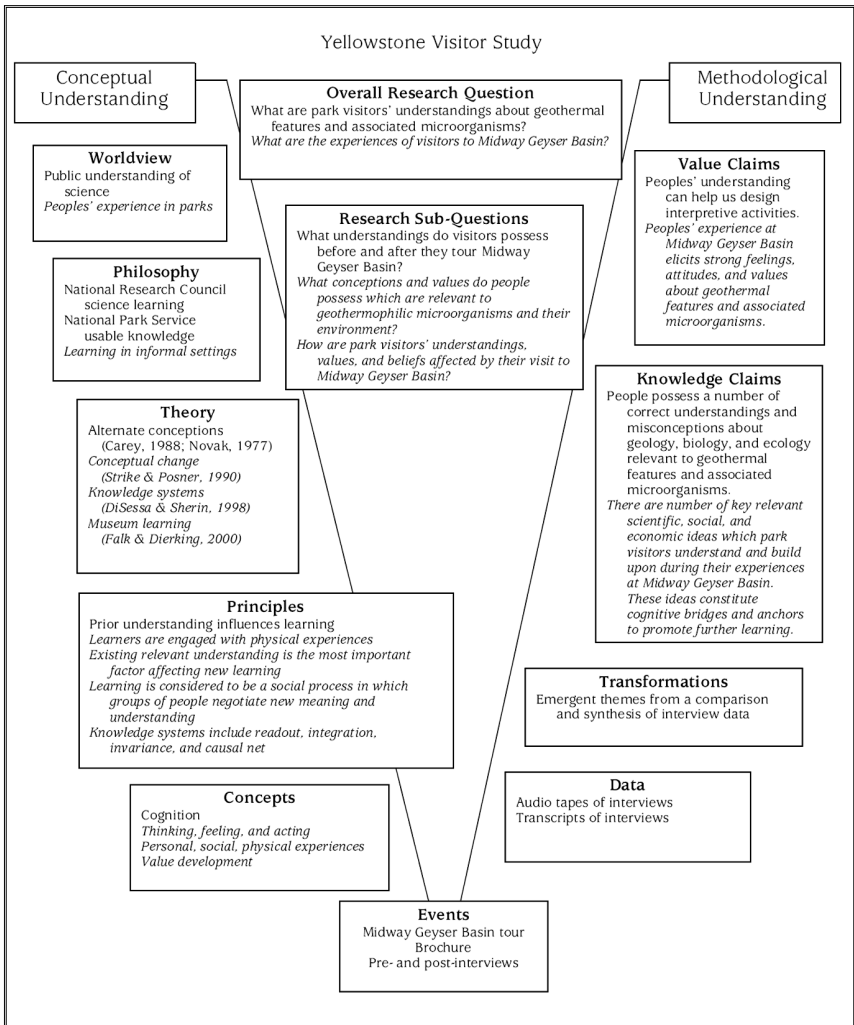 Yellowstone Visitor Study
Conceptual
Understanding
Methodological
Understanding
Overall Research Question
What are park visitors' understandings about geothermal
features and associated microorganisms?
What are the experiences of visitors to Midway Geyser Basin?
Worldview
Public understanding of
science
Peoples' experience in parks
Value Claims
Peoples' understanding
can help us design
interpretive activities.
Peoples' experience at
Midway Geyser Basin
elicits strong feelings,
attitudes, and values
about geothermal
features and associated
microorganisms.
Research Sub-Questions
What understandings do visitors possess
before and after they tour Midway
Geyser Basin?
What conceptions and values do people
possess which are relevant to
geothermophilic microorganisms and their
environment?
How are park visitors' understandings,
values, and beliefs affected by their visit to
Midway Geyser Basin?
Philosophy
National Research Council
science learning
National Park Service
usable knowledge
Learning in informal settings
Knowledge Claims
People possess a number of
correct understandings and
misconceptions about
geology, biology, and ecology
relevant to geothermal
features and associated
microorganisms.
There are number of key relevant
scientific, social, and
economic ideas which park
visitors understand and build
upon during their experiences
at Midway Geyser Basin.
These ideas constitute
cognitive bridges and anchors
to promote further learning.
Theory
Alternate conceptions
(Carey, 1988; Novak, 1977)
Conceptual change
(Strike & Posner, 1990)
Knowledge systems
(DiSessa & Sherin, 1998)
Museum learning
(Falk & Dierking, 2000)
Principles
Prior understanding influences learning
Learners are engaged with physical experiences
Existing relevant understanding is the most important
factor affecting new learning
Learning is considered to be a social process in which
groups of people negotiate new meaning and
understanding
Knowledge systems include readout, integration,
invariance, and causal net
Transformations
Emergent themes from a comparison
and synthesis of interview data
Concepts
Cognition
Thinking, feeling, and acting
Personal, social, physical experiences
Value development
Data
Audio tapes of interviews
Transcripts of interviews
Events
Midway Geyser Basin tour
Brochure
Pre- and post-interviews